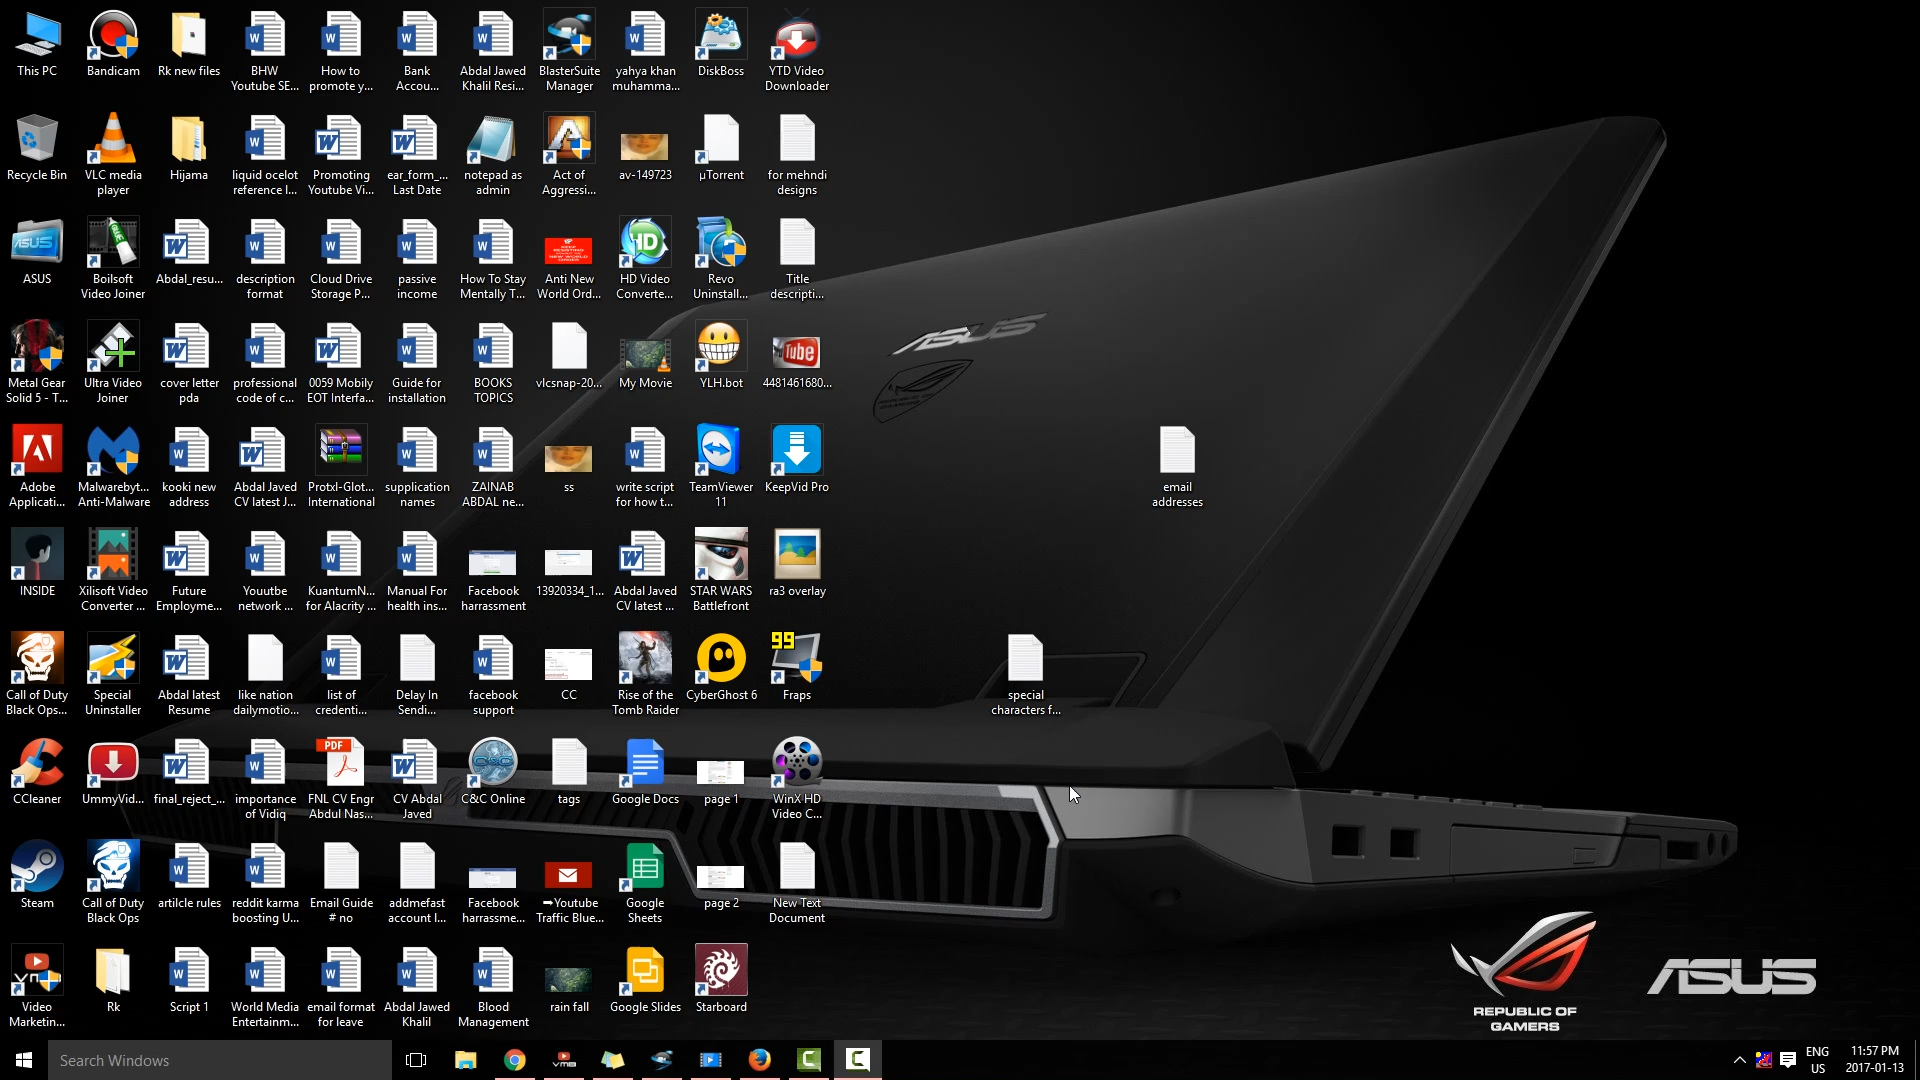 This PC
Bandicam
Rk new files
BHW
Youtube SE...
How to
promote y...
Bank
Accou...
Abdal Jawed
Khalil Resi...
BlasterSuite
Manager
yahya khan
muhamma...
DiskBoss
YTD Video
Downloader
Recycle Bin
VLC media
player
Hijama
liquid ocelot
reference l...
Promoting
Youtube Vi...
ear_form_...
Last Date
notepad as
admin
Act of
Aggressi...
av-149723
µTorrent
for mehndi
designs
ASUS
Boilsoft
Video Joiner
Abdal_resu...
description
format
Cloud Drive
Storage P...
passive
income
How To Stay
Mentally T...
Anti New
World Ord...
HD Video
Converte...
Revo
Uninstall...
Title
descripti...
Metal Gear
Solid 5 - T...
Ultra Video
Joiner
cover letter
pda
professional
code of c...
0059 Mobily
EOT Interfa...
Guide for
installation
BOOKS
TOPICS
vlcsnap-20...
My Movie
YLH.bot
4481461680...
ASUS
Adobe
Applicati...
Malwarebyt...
Anti-Malware
kooki new
address
Abdal Javed
CV latest J...
Protxl-Glot...
International
supplication
names
ZAINAB
ABDAL ne...
ss
write script
for how t...
TeamViewer
11
KeepVid Pro
email
addresses
INSIDE
Xilisoft Video
Converter ...
Future
Employme...
Yuoutbe
network ...
KuantumN...
for Alacrity ...
Manual For
health ins...
Facebook
harrassment
13920334_1...
Abdal Javed
CV latest ...
STAR WARS
Battlefront
ra3 overlay
Call of Duty
Black Ops...
Special
Uninstaller
Abdal latest
Resume
like nation
dailymotio...
list of
credenti...
Delay In
Sendi...
facebook
support
CC
Rise of the
Tomb Raider
CyberGhost 6
99
Fraps
special
characters f...
CCleaner
UmmyVid...
final_reject_...
importance
of Vidiq
PDF
FNL CV Engr
Abdul Nas...
CV Abdal
Javed
C&C Online
tags
Google Docs
page 1
WinX HD
Video C...
Steam
Call of Duty
Black Ops
artilcle rules
reddit karma
boosting U...
Email Guide
# no
addmefast
account l...
Facebook
harrassme...
➡Youtube
Traffic Blue...
Google
Sheets
page 2
New Text
Document
Video
Marketin...
Rk
Script 1
World Media
Entertainm...
email format
for leave
Abdal Jawed
Khalil
Blood
Management
rain fall
Google Slides
Starboard
REPUBLIC OF
GAMERS
ASUS
Search Windows
ENG
US
11:57 PM
2017-01-13